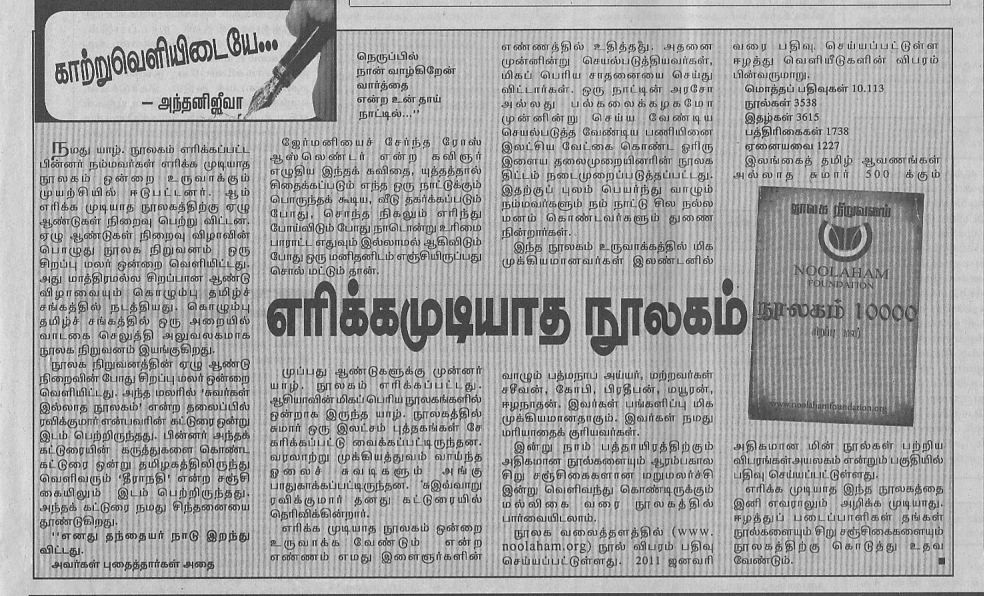 காற்றுவெளியிடையே...
– அந்தனிஜீவா
நமது யாழ். நூலகம் எரிக்கப்பட்ட
பின்னர் நம்மவர்கள் எரிக்க முடியாத
நூலகம் ஒன்றை உருவாக்கும்
முயற்சியில் ஈடுபட்டனர். ஆம்
எரிக்க முடியாத நூலகத்திற்கு ஏழு
ஆண்டுகள் நிறைவு பெற்று விட்டன.
ஏழு ஆண்டுகள் நிறைவு விழாவின்
பொழுது நூலக நிறுவனம் ஒரு
சிறப்பு மலர் ஒன்றை வெளியிட்டது.
அது மாத்திரமல்ல சிறப்பான ஆண்டு
விழாவையும் கொழும்பு தமிழ்ச்
சங்கத்தில் நடத்தியது. கொழும்பு
தமிழ்ச் சங்கத்தில் ஒரு அறையில்
வாடகை செலுத்தி அலுவலகமாக
நூலக நிறுவனம் இயங்குகிறது.
நூலக நிறுவனத்தின் ஏழு ஆண்டு
நிறைவின் போது சிறப்பு மலர் ஒன்றை
வெளியிட்டது. அந்த மலரில் 'சுவர்கள்
இல்லாத நூலகம்' என்ற தலைப்பில்
ரவிக்குமார் என்பவரின் கட்டுரை ஒன்று
இடம் பெற்றிருந்தது. பின்னர் அந்தக்
கட்டுரையின் கருத்துகளை கொண்ட
கட்டுரை ஒன்று தமிழகத்திலிருந்து
வெளிவரும் 'தீராநதி' என்ற சஞ்சி
கையிலும் இடம் பெற்றிருந்தது.
அந்தக் கட்டுரை நமது சிந்தனையை
தூண்டுகிறது.
''எனது தந்தையர் நாடு இறந்து
விட்டது.
அவர்கள் புதைத்தார்கள் அதை
நெருப்பில்
நான் வாழ்கிறேன்
வார்த்தை
என்ற உன் தாய்
நாட்டில்...''
ஜேர்மனியைச் சேர்ந்த ரோஸ்
ஆஸ்லெண்டர் என்ற கவிஞர்
எழுதிய இந்தக் கவிதை, யுத்தத்தால்
சிதைக்கப்படும் எந்த ஒரு நாட்டுக்கும்
பொருந்தக் கூடிய, வீடு தகர்க்கப்படும்
போது, சொந்த நிகலும் எரிந்து
போய்விடும் போது நாடொன்று உரிமை
பாராட்ட எதுவும் இல்லாமல் ஆகிவிடும்
போது ஒரு மனிதனிடம் எஞ்சியிருப்பது
சொல் மட்டும் தான்.
எரிக்கமுடியாத நூலகம்
முப்பது ஆண்டுகளுக்கு முன்னர்
யாழ். நூலகம் எரிக்கப்பட்டது.
ஆசியாவின் மிகப் பெரிய நூலகங்களில்
ஒன்றாக இருந்த யாழ். நூலகத்தில்
சுமார் ஒரு இலட்சம் புத்தகங்கள் சே
கரிக்கப்பட்டு வைக்கப்பட்டிருந்தன.
வரலாற்று முக்கியத்துவம் வாய்ந்த
ஓலைச் சுவடிகளும் அங்கு
பாதுகாக்கப்பட்டிருந்தன. 'சுஇவ்வாறு
ரவிக்குமார் தனது கட்டுரையில்
தெரிவிக்கின்றார்.
எரிக்க முடியாத நூலகம் ஒன்றை
உருவாக்க வேண்டும் என்ற
எண்ணம் எமது இளைஞர்களின்
எண்ணத்தில் உதித்தது. அதனை
முன்னின்று செயல்படுத்தியவர்கள்,
மிகப் பெரிய சாதனையை செய்து
விட்டார்கள். ஒரு நாட்டின் அரசோ
அல்லது பல்கலைக்கழகமோ
முன்னின்று செய்ய வேண்டிய
செயல்படுத்த வேண்டிய பணியினை
இலட்சிய வேட்கை கொண்ட ஓரிரு
இளைய தலைமுறையினரின் நூலக
திட்டம் நடைமுறைப்படுத்தப்பட்டது.
இதற்குப் புலம் பெயர்ந்து வாழும்
நம்மவர்களும் நம் நாட்டு சில நல்ல
மனம் கொண்டவர்களும் துணை
நின்றார்கள்.
இந்த நூலகம் உருவாக்கத்தில் மிக
முக்கியமானவர்கள் இலண்டனில்
வாழும் பத்மநாப அய்யர், மற்றவர்கள்
சசீவன், கோபி, பிரதீபன், மயூரன்,
ஈழநாதன். இவர்கள் பங்களிப்பு மிக
முக்கியமானதாகும். இவர்கள் நமது
மரியாதைக் குரியவர்கள்.
இன்று நாம் பத்தாயிரத்திற்கும்
அதிகமான நூல்களையும் ஆரம்பகால
சிறு சஞ்சிகைகளான மறுமலர்ச்சி
இன்று வெளிவந்து கொண்டிருக்கும்
மல்லிகை வரை நூலகத்தில்
பார்வையிடலாம்.
நூலக வலைத்தளத்தில் (www.
noolaham.org) நூல் விபரம் பதிவு
செய்யப்பட்டுள்ளது. 2011 ஜனவரி
வரை பதிவு செய்யப்பட்டுள்ள
ஈழத்து வெளியீடுகளின் விபரம்
பின்வருமாறு.
மொத்தப் பதிவுகள் 10.113
நூல்கள் 3538
இதழ்கள் 3615
பத்திரிகைகள் 1738
ஏனையவை 1227
இலங்கைத் தமிழ் ஆவணங்கள்
அல்லாத சுமார் 500 க்கும்
நூலக நிறுவனம்
NOOLAHAM
FOUNDATION
நூலகம் 10000
சிறப்பு மலர்
www.noolahamfoundation.org
அதிகமான மின் நூல்கள் பற்றிய
விபரங்கள்அயலகம் என்னும் பகுதியில்
பதிவு செய்யப்பட்டுள்ளது.
எரிக்க முடியாத இந்த நூலகத்தை
இனி எவராலும் அழிக்க முடியாது.
ஈழத்துப் படைப்பாளிகள் தங்கள்
நூல்களையும் சிறு சஞ்சிகைகளையும்
நூலகத்திற்கு கொடுத்து உதவ
வேண்டும்.